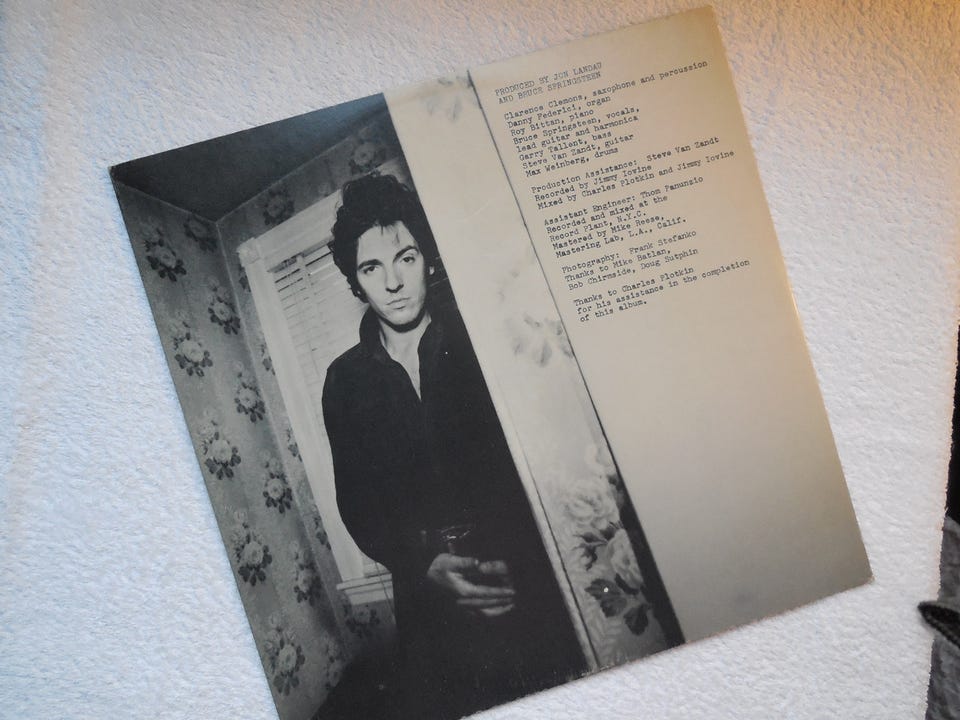 PRODUCED BY JON LANDAU
AND BRUCE SPRINGSTEEN
Clarence Clemons, saxophone and percussion
Danny Federici, organ
Roy Bittan, piano
Bruce Springsteen, vocals,
lead guitar and harmonica
Garry Tallent, bass
Steve Van Zandt, guitar
Max Weinberg, drums
Production Assistance: Steve Van Zandt
Recorded by Jimmy Iovine
Mixed by Charles Plotkin and Jimmy Iovine
Assistant Engineer: Thom Panunzio
Recorded and mixed at the
Record Plant, N.Y.C.
Mastered by Mike Reese,
Mastering Lab, L.A., Calif.
Photography: Frank Stefanko
Thanks to Mike Batlan,
Bob Chirmside, Doug Sutphin
Thanks to Charles Plotkin
for his assistance in the completion
of this album.